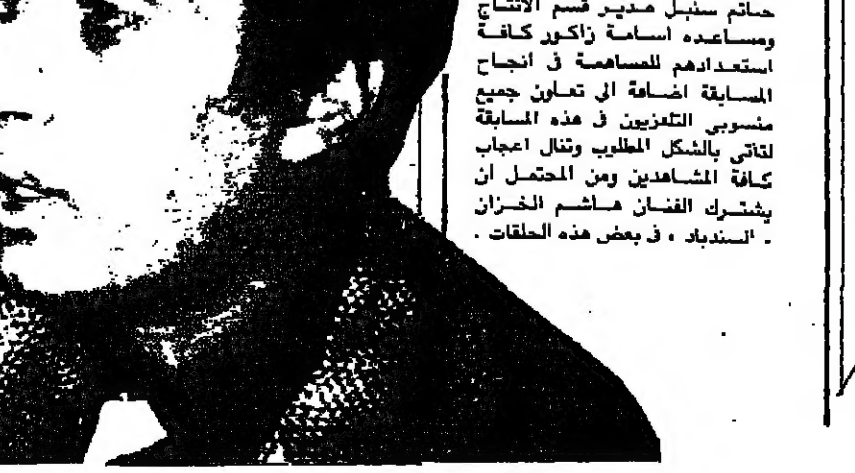 حاتم سنبل مدير قسم الانتاج
ومساعده اسامة زاكور كافة
استعدادهم للمساهمة في انجاح
المسابقة اضافة الى تعاون جميع
منسوبي التلفزيون في هذه المسابقة
لتأتى بالشكل المطلوب وتنال اعجاب
كافة المشاهدين ومن المحتمل ان
يشترك الفنان هاشم الخزان
« السندباد » في بعض هذه الحلقات .